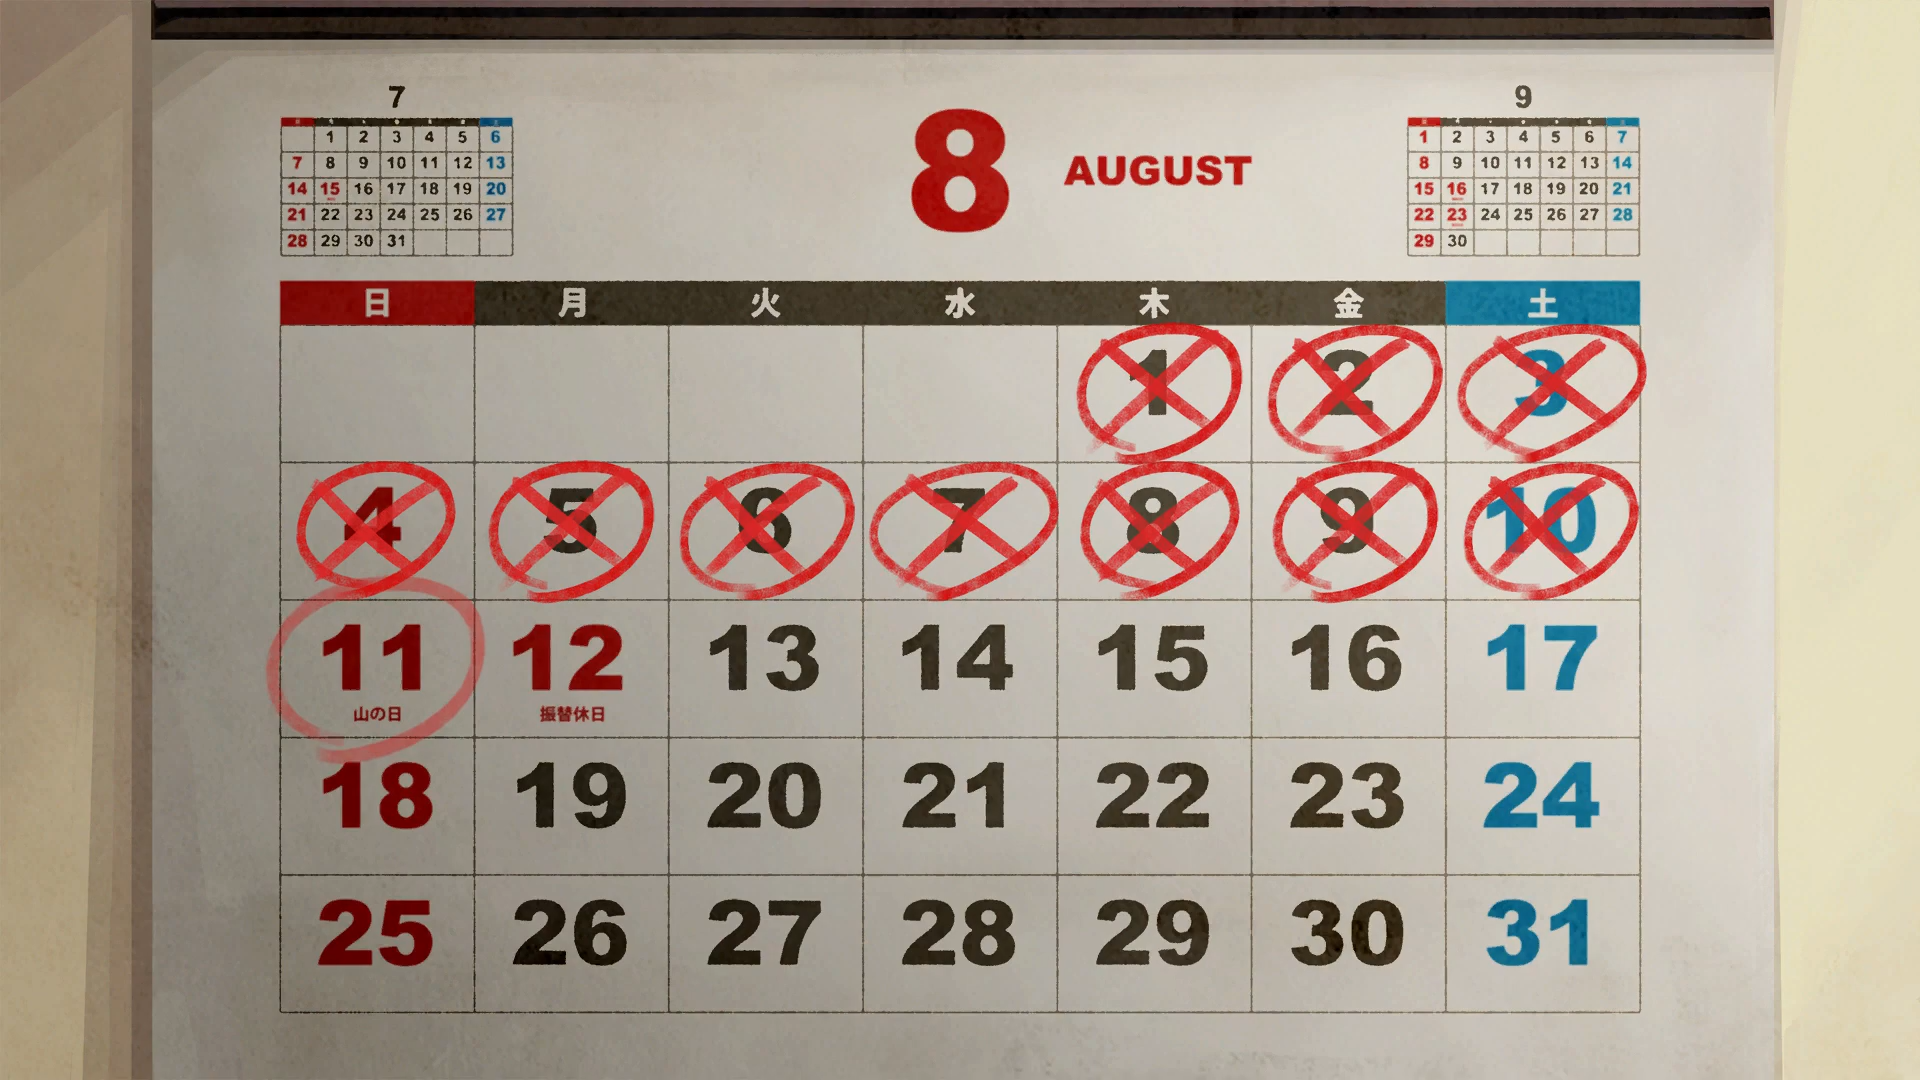 7
1 2 3 4 5 6
7 8 9 10 11 12 13
14 15 16 17 18 19 20
21 22 23 24 25 26 27
28 29 30 31
8 AUGUST
9
1 2 3 4 5 6 7
8 9 10 11 12 13 14
15 16 17 18 19 20 21
22 23 24 25 26 27 28
29 30
日 月 火 水 木 金 土
1 2 3
4 5 6 7 8 9 10
11 12 13 14 15 16 17
山の日 振替休日
18 19 20 21 22 23 24
25 26 27 28 29 30 31